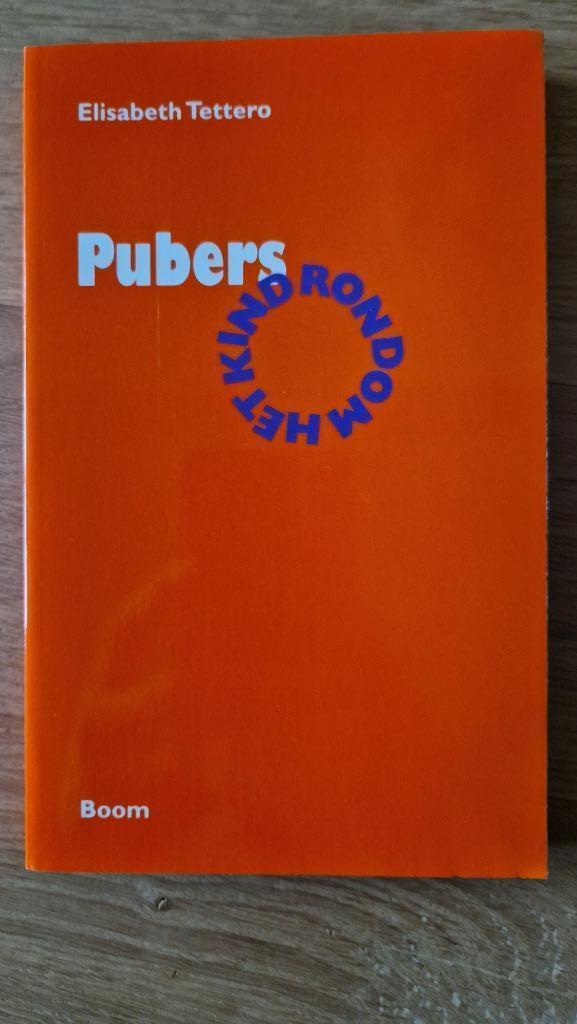 Elisabeth Tettero
Pubers
RONDOM HET KIND
Boom